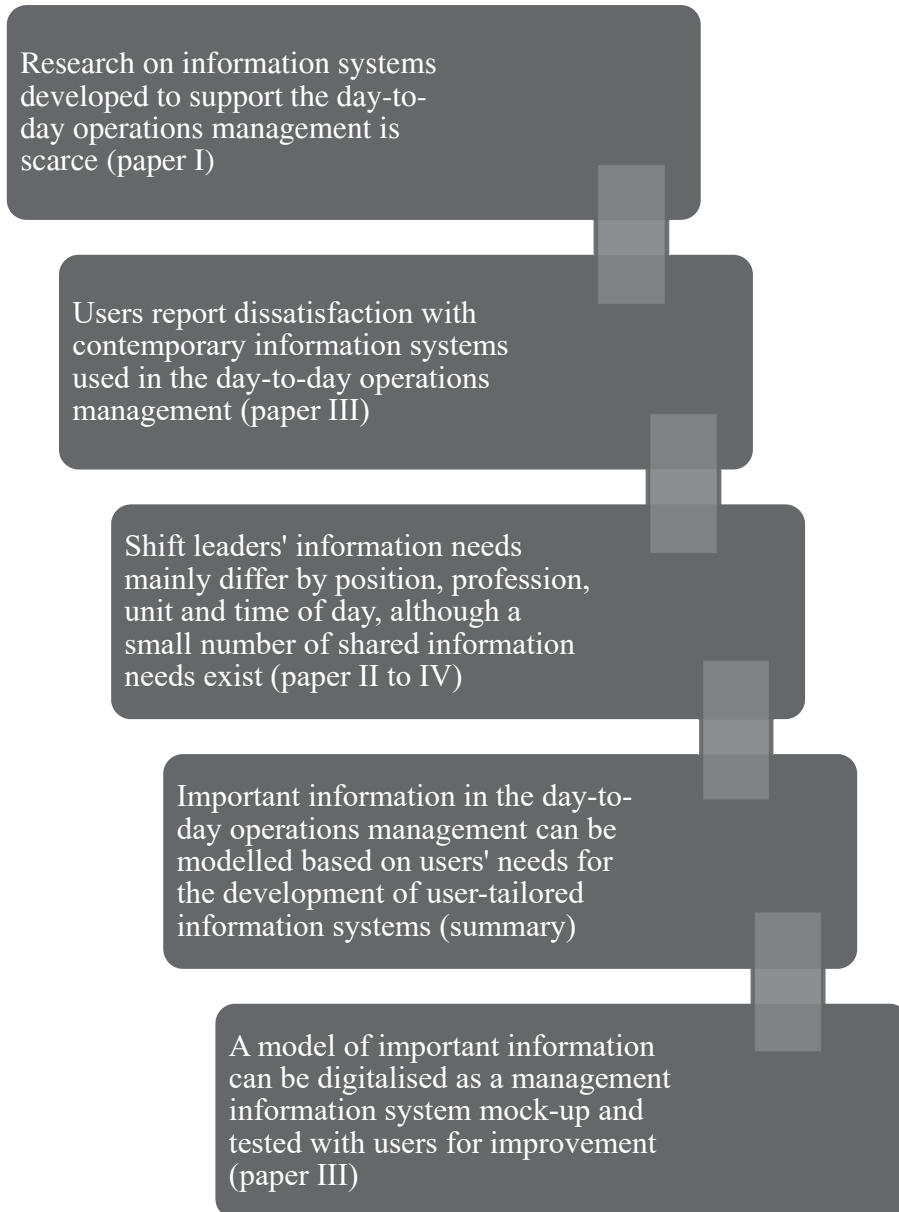 Research on information systems
developed to support the day-to-
day operations management is
scarce (paper I)
Users report dissatisfaction with
contemporary information systems
used in the day-to-day operations
management (paper III)
Shift leaders' information needs
mainly differ by position, profession,
unit and time of day, although a
small number of shared information
needs exist (paper II to IV)
Important information in the day-to-
day operations management can be
modelled based on users' needs for
the development of user-tailored
information systems (summary)
A model of important information
can be digitalised as a management
information system mock-up and
tested with users for improvement
(paper III)